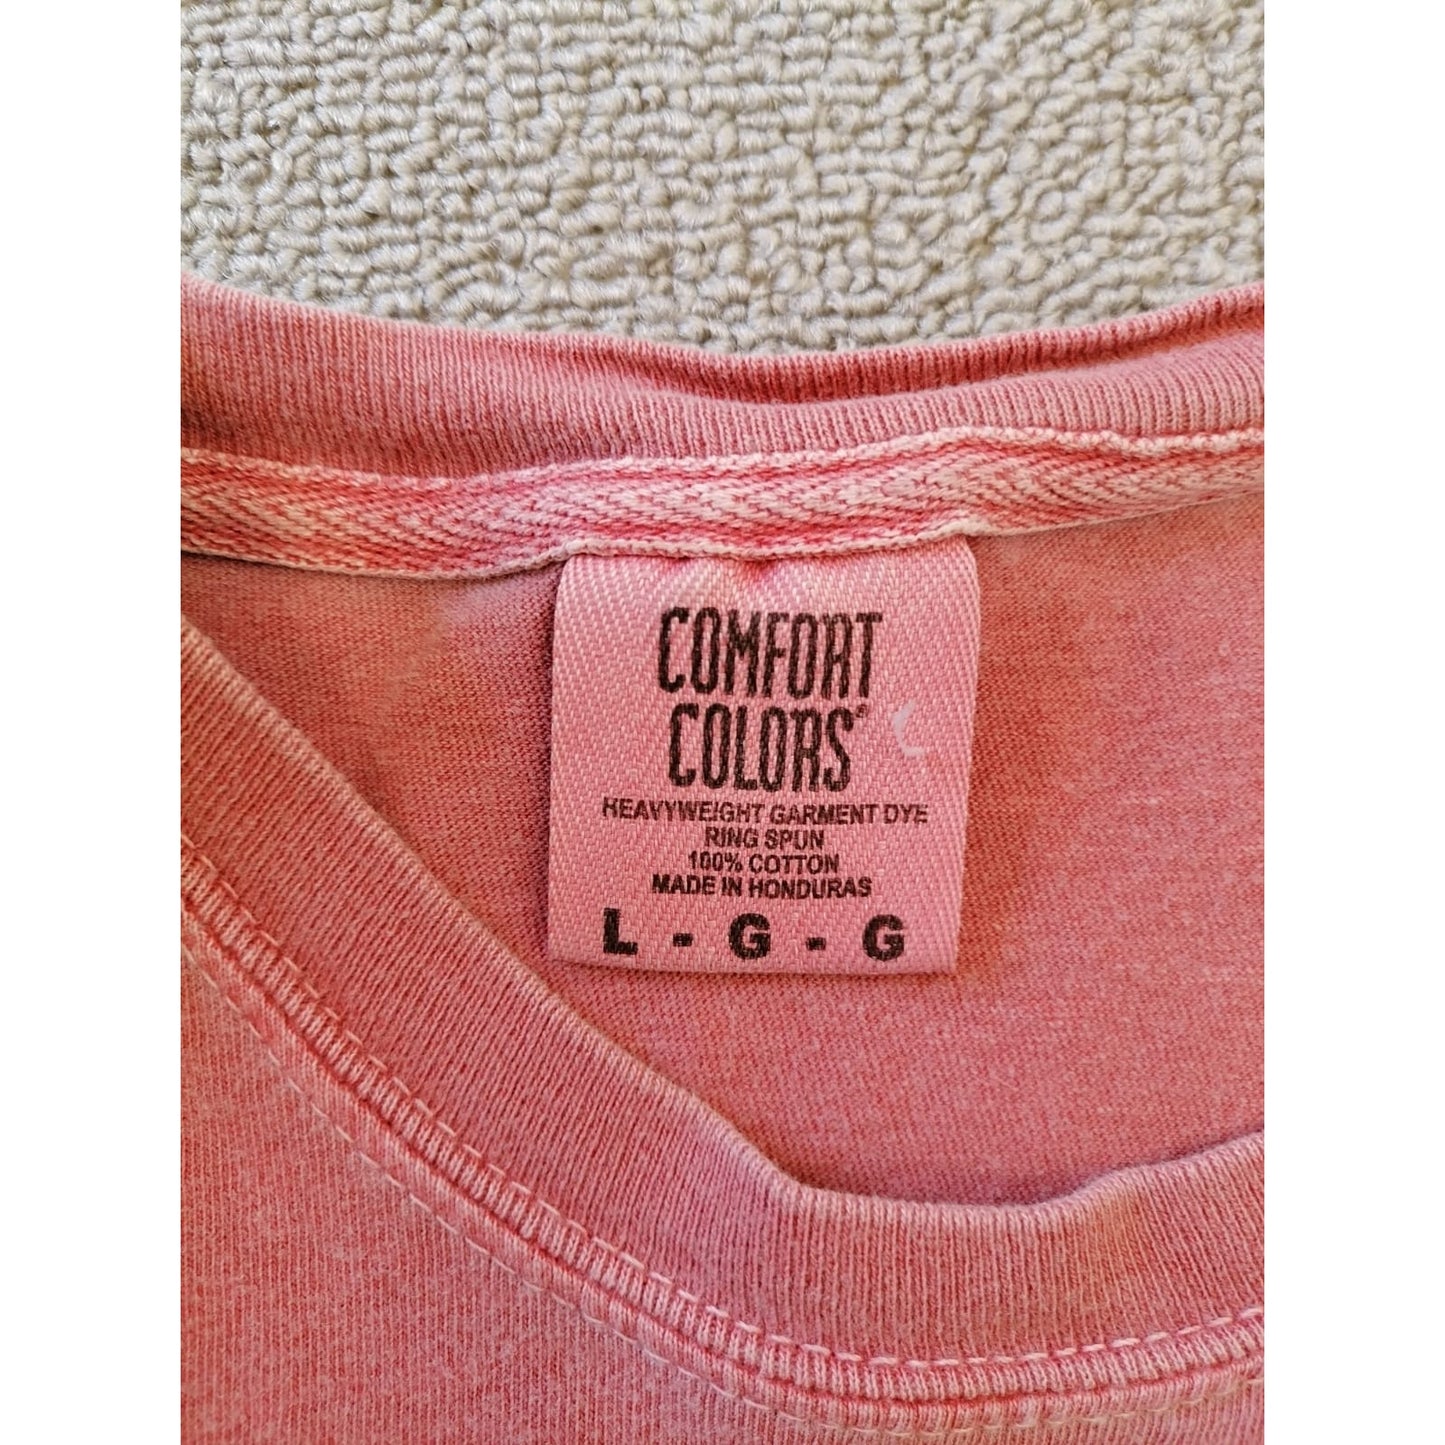 COMFORT
COLORS®
HEAVYWEIGHT GARMENT DYE
RING SPUN
100% COTTON
MADE IN HONDURAS
L - G - G